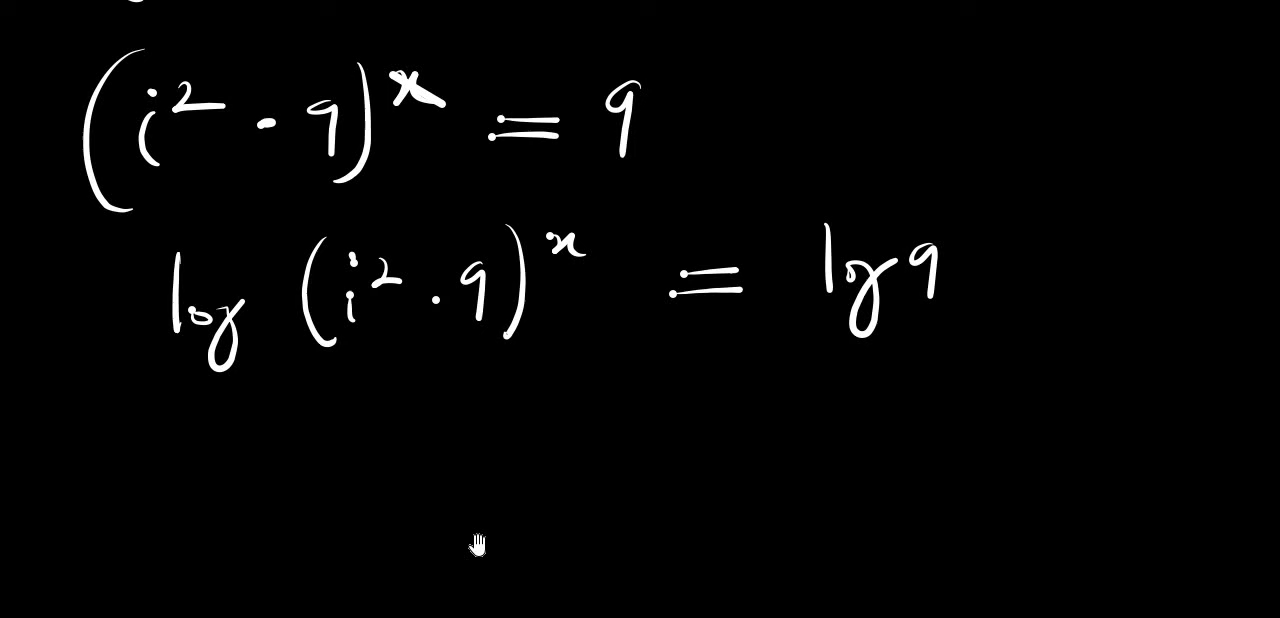 (i² · 9)ˣ = 9
log (i² · 9)ˣ = log 9